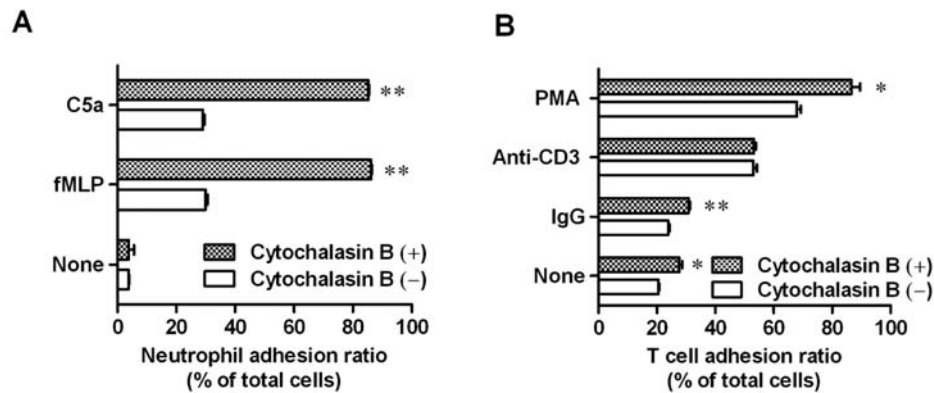 A
C5a
**
fMLP
**
None
Cytochalasin B (+)
Cytochalasin B (−)
0 20 40 60 80 100
Neutrophil adhesion ratio
(% of total cells)
B
PMA
*
Anti-CD3
IgG
**
None
*
Cytochalasin B (+)
Cytochalasin B (−)
0 20 40 60 80 100
T cell adhesion ratio
(% of total cells)